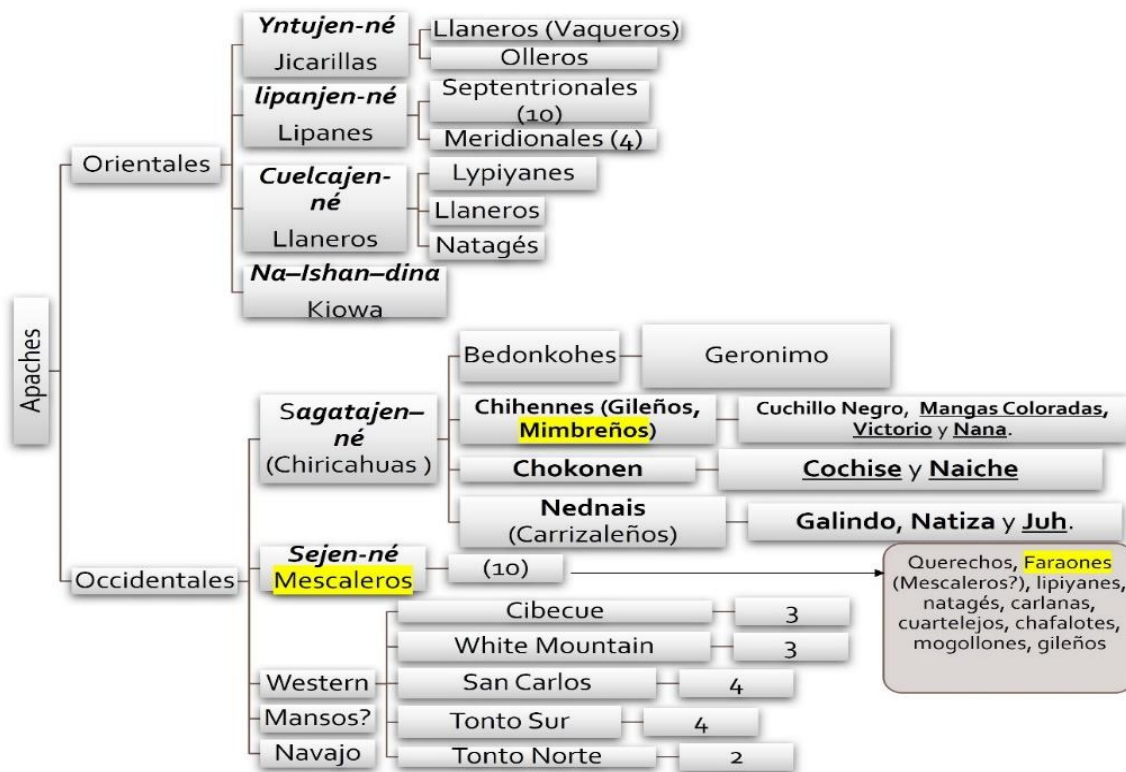 Apaches
Orientales
Yntujen-né
Jicarillas
Llaneros (Vaqueros)
Olleros
lipanjen-né
Lipanes
Septentrionales
(10)
Meridionales (4)
Cuelcajen-
né
Llaneros
Lypiyanes
Llaneros
Natagés
Na–Ishan–dina
Kiowa
Occidentales
Sagatajen–
né
(Chiricahuas )
Bedonkohes
Geronimo
Chihennes (Gileños,
Mimbreños)
Cuchillo Negro, Mangas Coloradas,
Victorio y Nana.
Chokonen
Cochise y Naiche
Nednais
(Carrizaleños)
Galindo, Natiza y Juh.
Sejen-né
Mescaleros
(10)
Querechos, Faraones
(Mescaleros?), lipiyanes,
natagés, carlanas,
cuartelejos, chafalotes,
mogollones, gileños
Western
Cibecue
3
White Mountain
3
San Carlos
4
Tonto Sur
4
Tonto Norte
2
Mansos?
Navajo